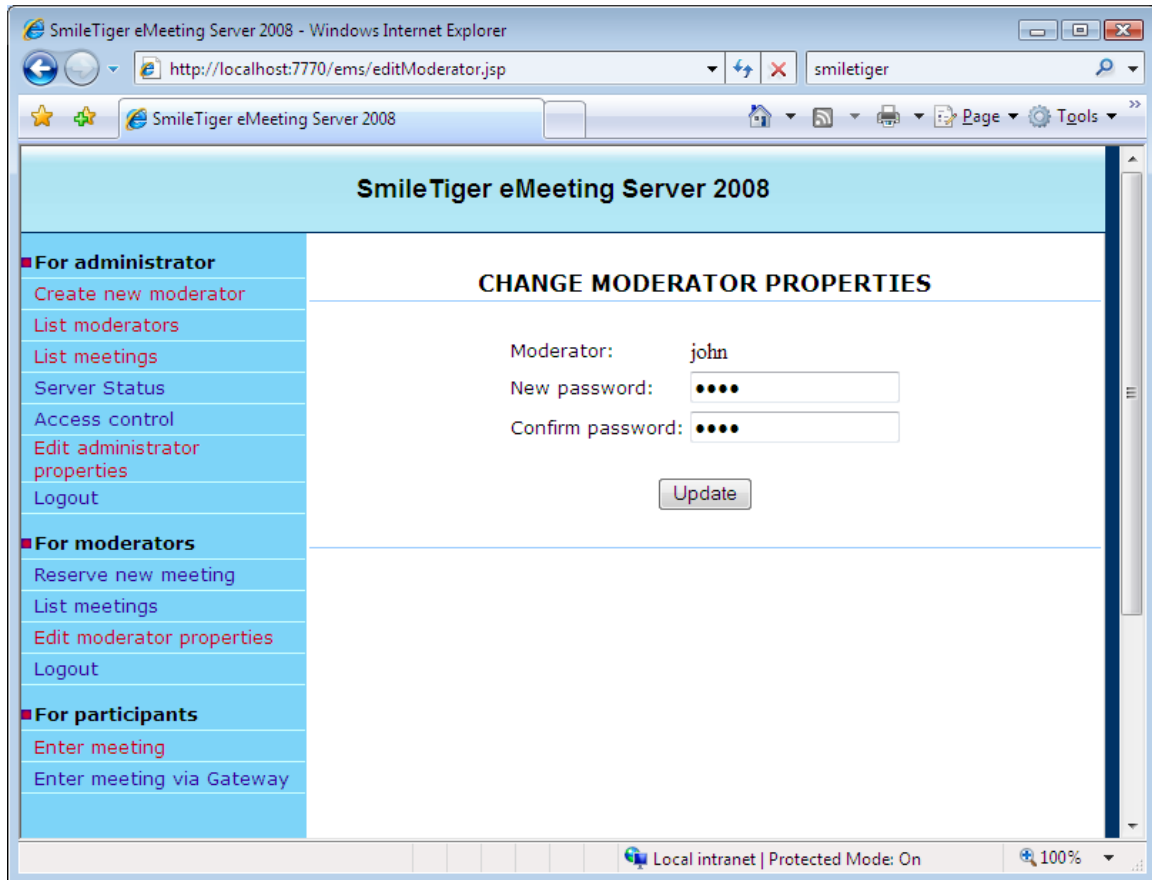 SmileTiger eMeeting Server 2008 - Windows Internet Explorer
http://localhost:7770/ems/editModerator.jsp
smiletiger
SmileTiger eMeeting Server 2008
Page
Tools
SmileTiger eMeeting Server 2008
For administrator
Create new moderator
List moderators
List meetings
Server Status
Access control
Edit administrator
properties
Logout
For moderators
Reserve new meeting
List meetings
Edit moderator properties
Logout
For participants
Enter meeting
Enter meeting via Gateway
CHANGE MODERATOR PROPERTIES
Moderator: john
New password: ••••
Confirm password: ••••
Update
Local intranet | Protected Mode: On
100%